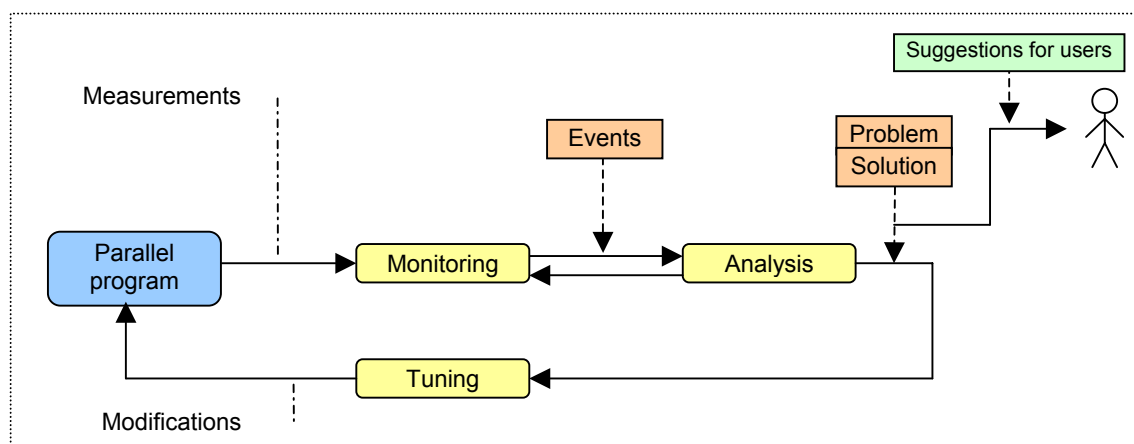 Suggestions for users
Measurements
Events
Problem
Solution
Parallel
program
Monitoring
Analysis
Tuning
Modifications